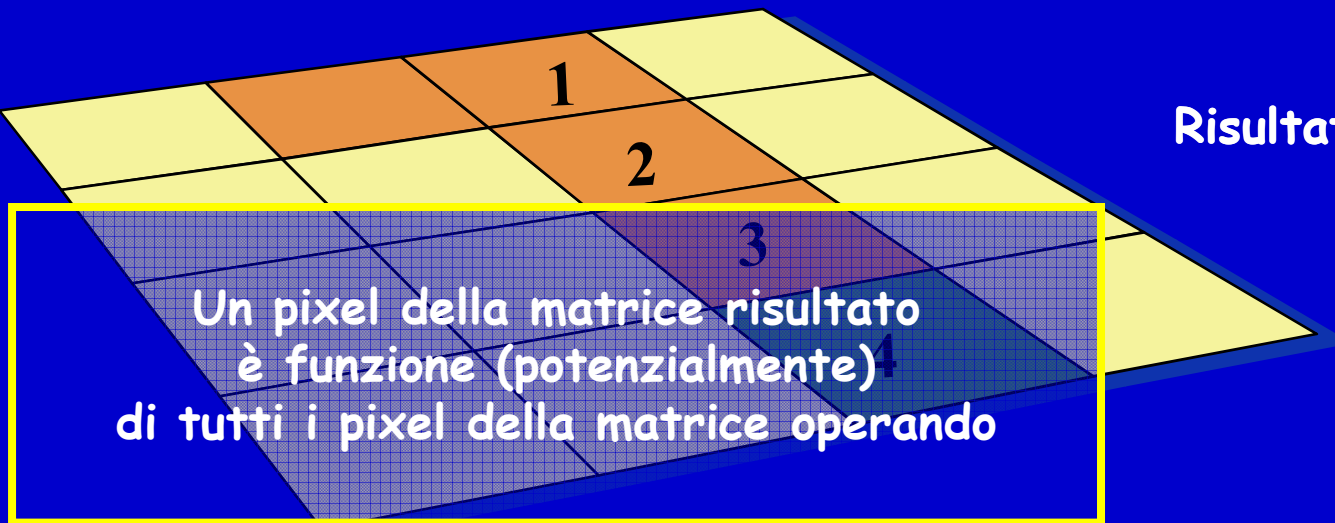 1
Risultat
2
3
Un pixel della matrice risultato
è funzione (potenzialmente)
4
di tutti i pixel della matrice operando